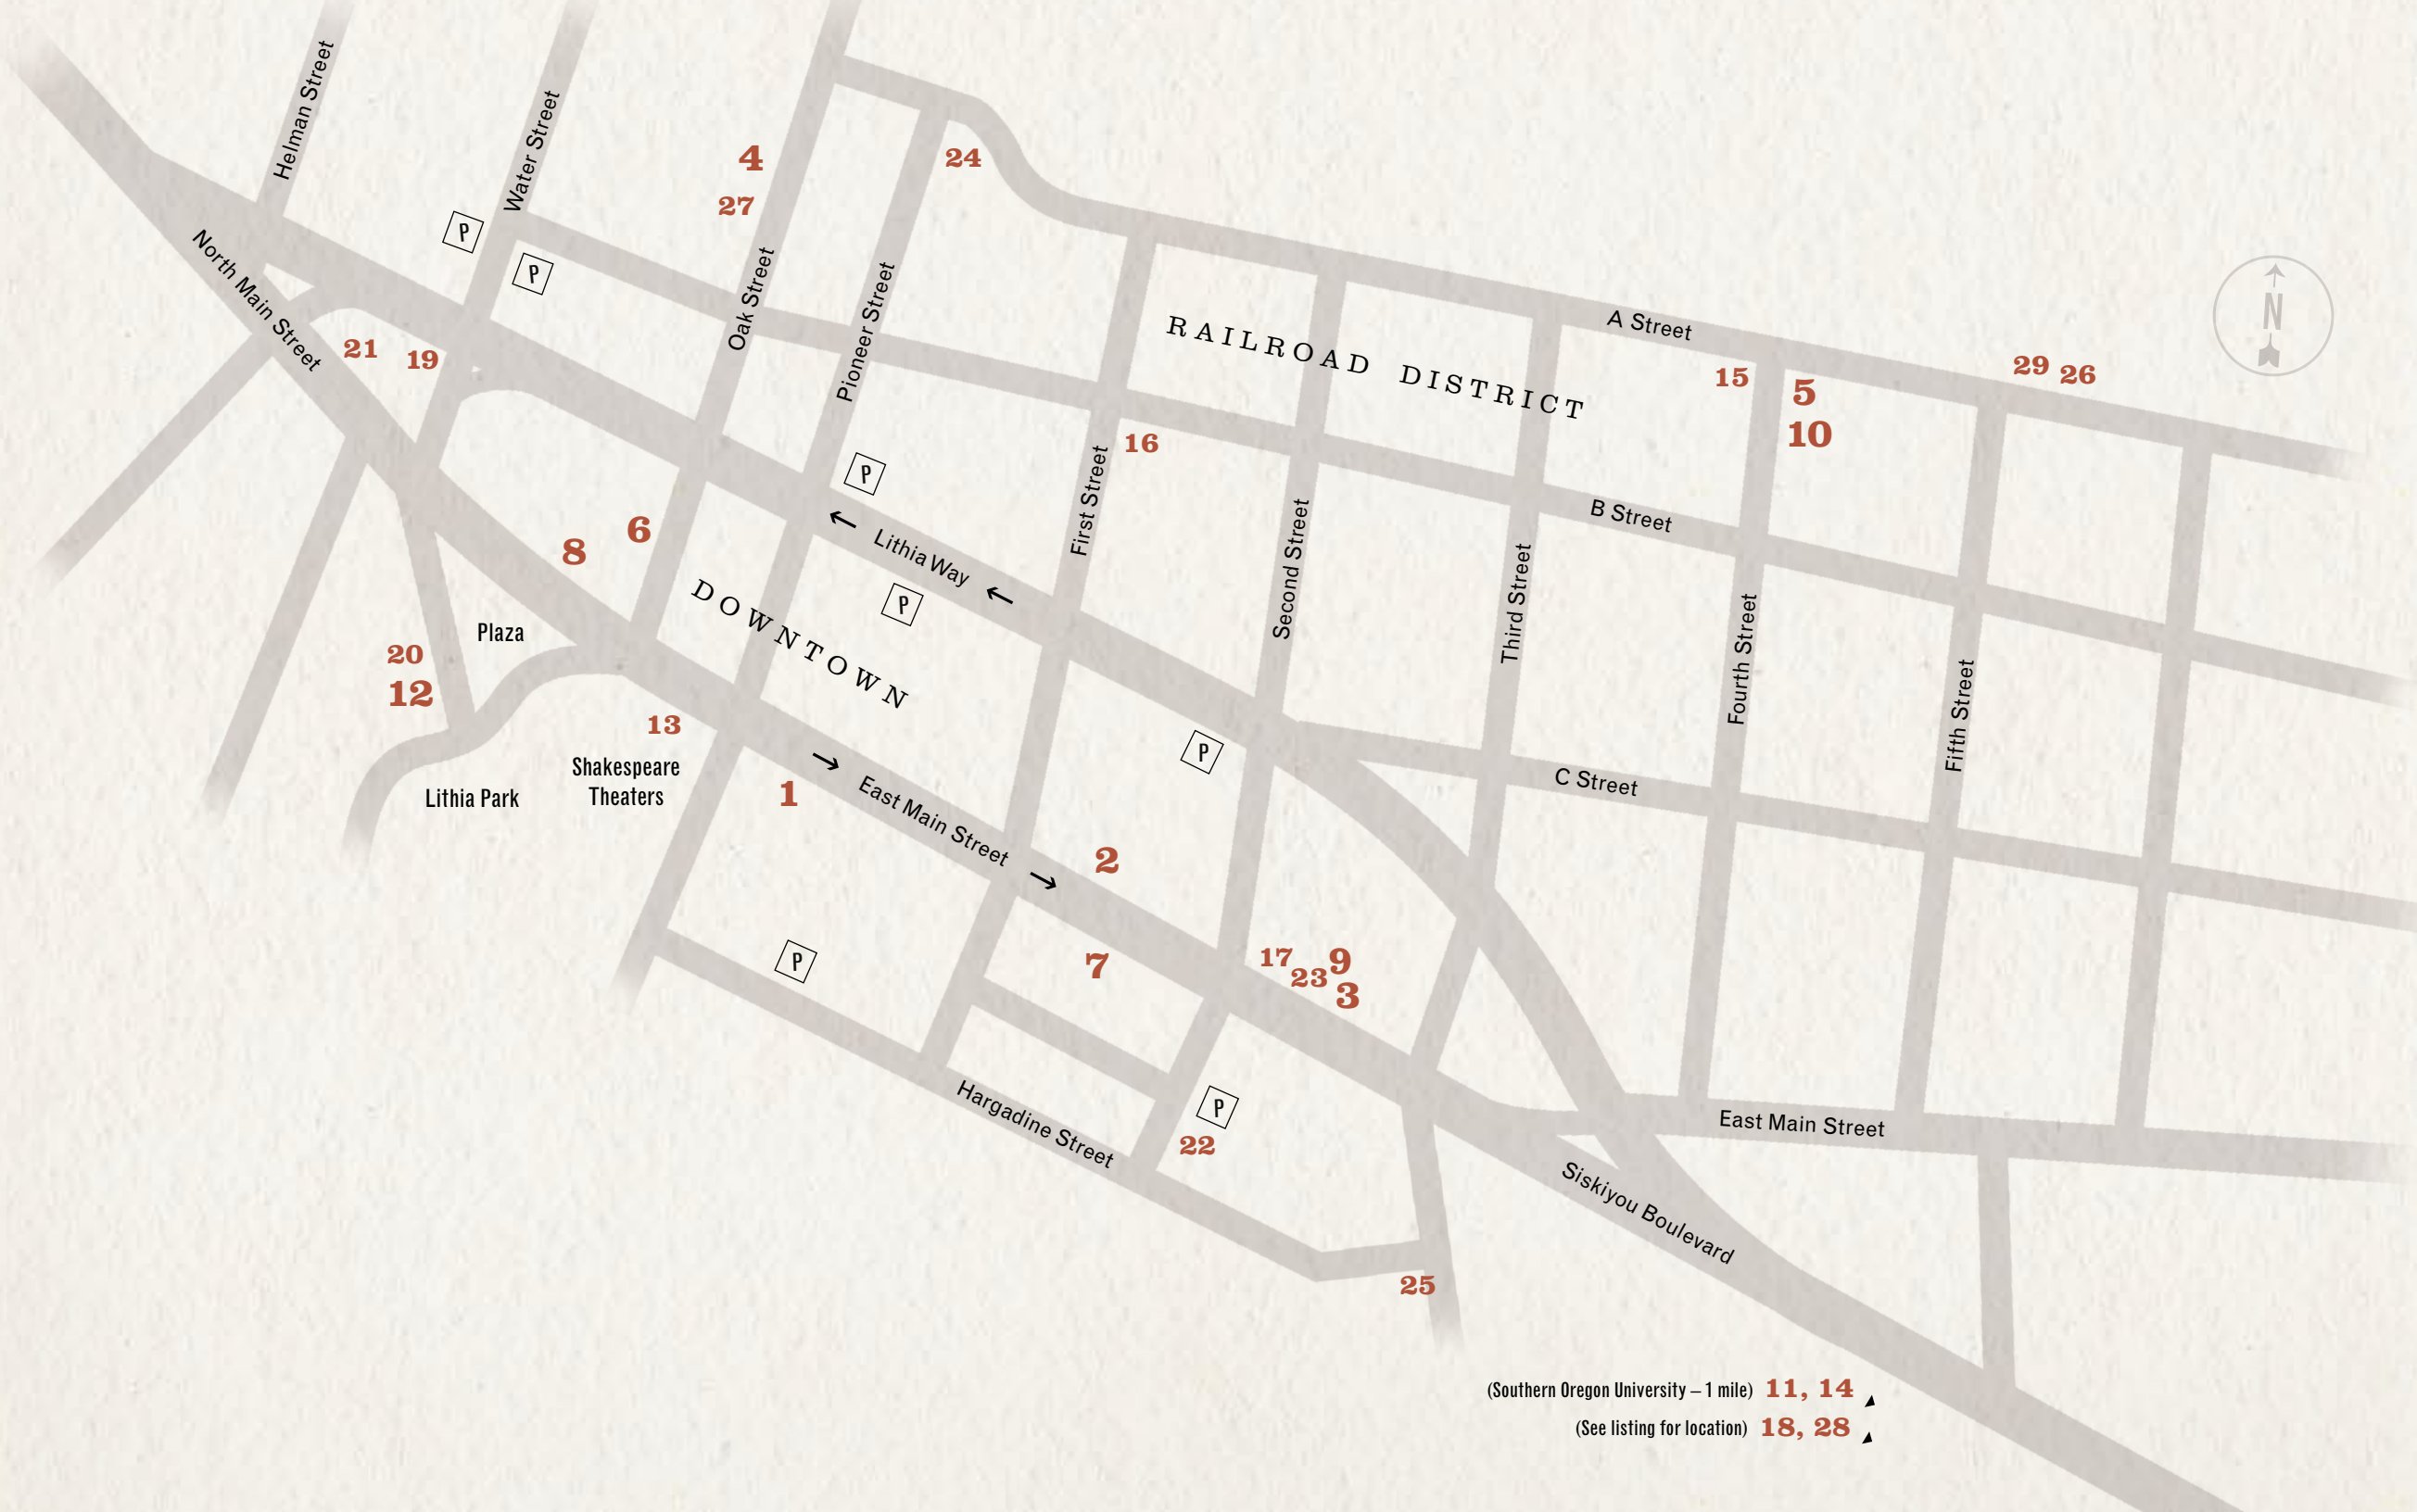 Helman Street
Water Street
4
24
27
P
P
North Main Street
Oak Street
Pioneer Street
N
RAILROAD DISTRICT
A Street
21
19
15
5
29
26
10
16
P
First Street
Lithia Way
Second Street
B Street
6
8
P
DOWNTOWN
Third Street
Fourth Street
Fifth Street
Plaza
20
12
13
Shakespeare
Theaters
Lithia Park
1
P
C Street
East Main Street
2
7
P
17
9
23
3
P
22
Hargadine Street
East Main Street
Siskiyou Boulevard
25
(Southern Oregon University – 1 mile) 11, 14
(See listing for location) 18, 28